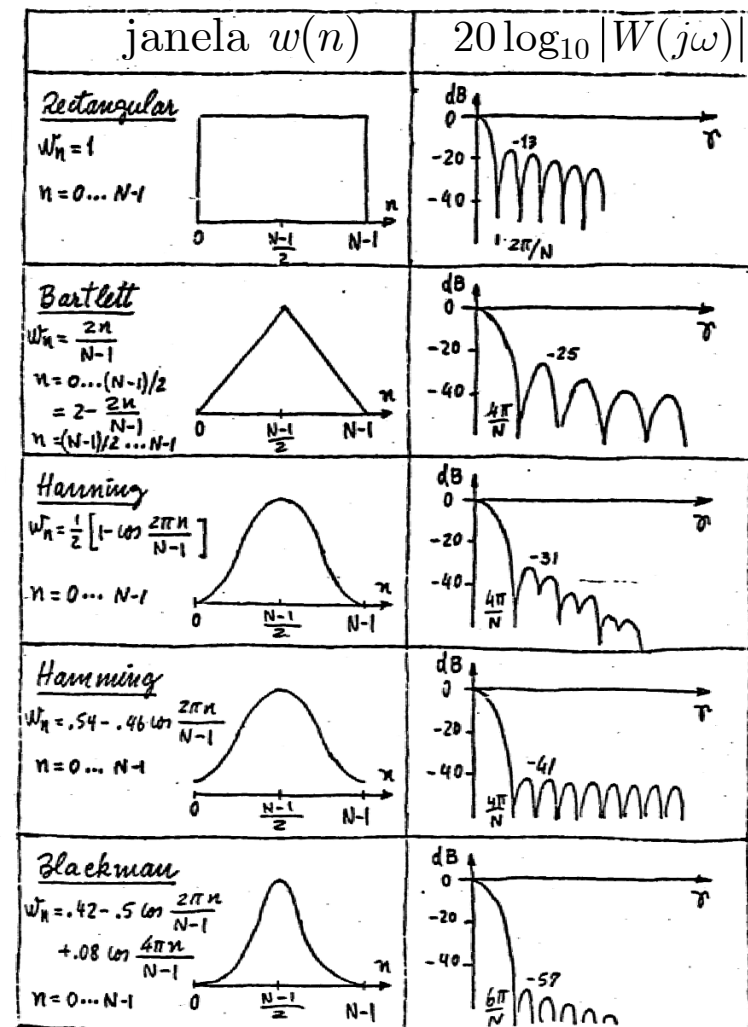 janela w(n)
20 log₁₀ |W(jω)|
Rectangular
Wn = 1
n = 0... N-1
n
0
N-1/2
N-1
dB
0
-20
-40
-13
2π/N
γ
Bartlett
Wn = 2n/N-1
n = 0...(N-1)/2
= 2- 2n/N-1
n = (N-1)/2 ... N-1
n
0
N-1/2
N-1
dB
0
-20
-40
-25
4π/N
γ
Hanning
Wn = 1/2 [1- cos 2πn/N-1]
n = 0... N-1
n
0
N-1/2
N-1
dB
0
-20
-40
-31
4π/N
γ
Hamming
Wn = .54 - .46 cos 2πn/N-1
n = 0... N-1
n
0
N-1/2
N-1
dB
0
-20
-40
-41
4π/N
γ
Blackman
Wn = .42 - .5 cos 2πn/N-1
+.08 cos 4πn/N-1
n = 0... N-1
n
0
N-1/2
N-1
dB
0
-20
-40
-57
6π/N
γ